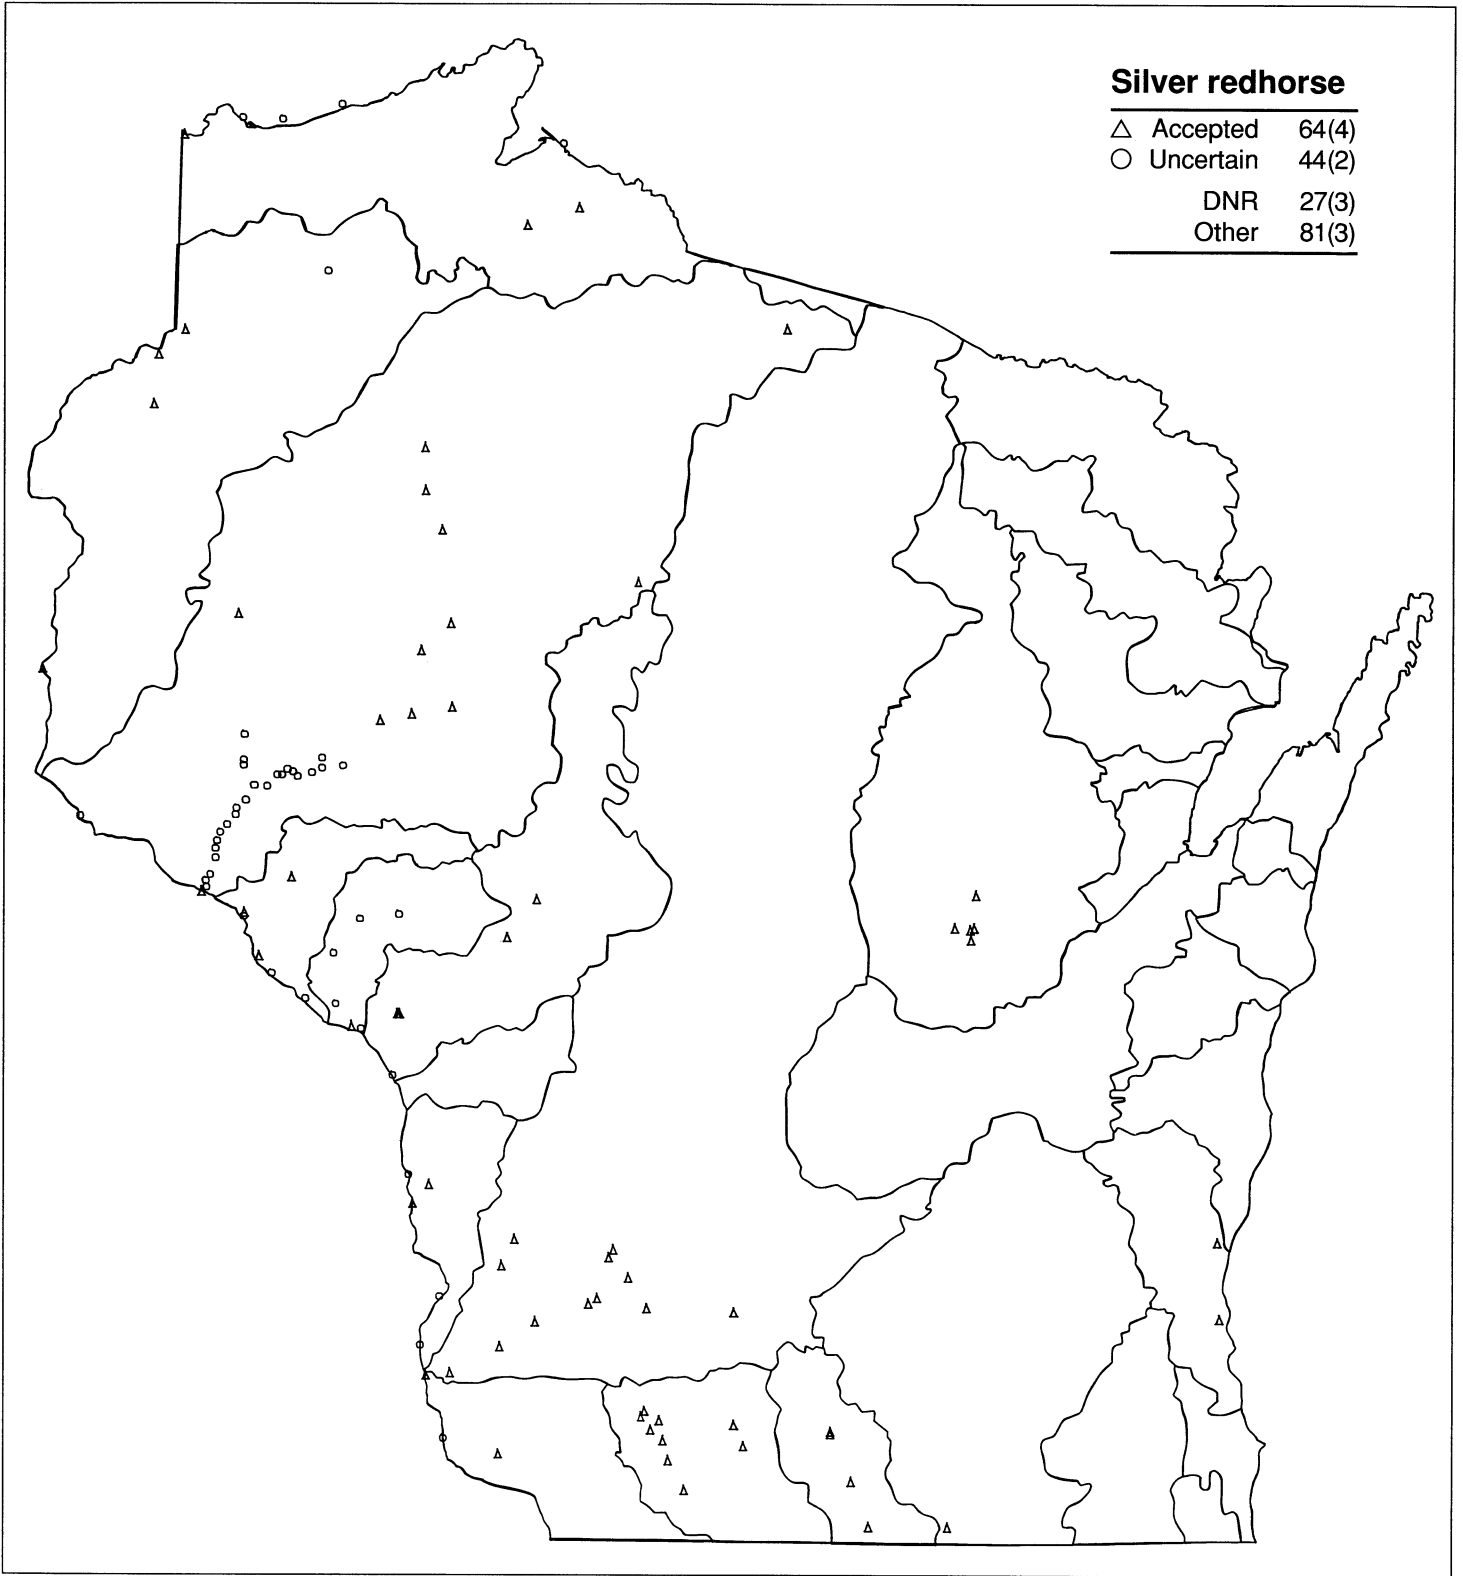 Silver redhorse
△ Accepted 64(4)
○ Uncertain 44(2)
DNR 27(3)
Other 81(3)